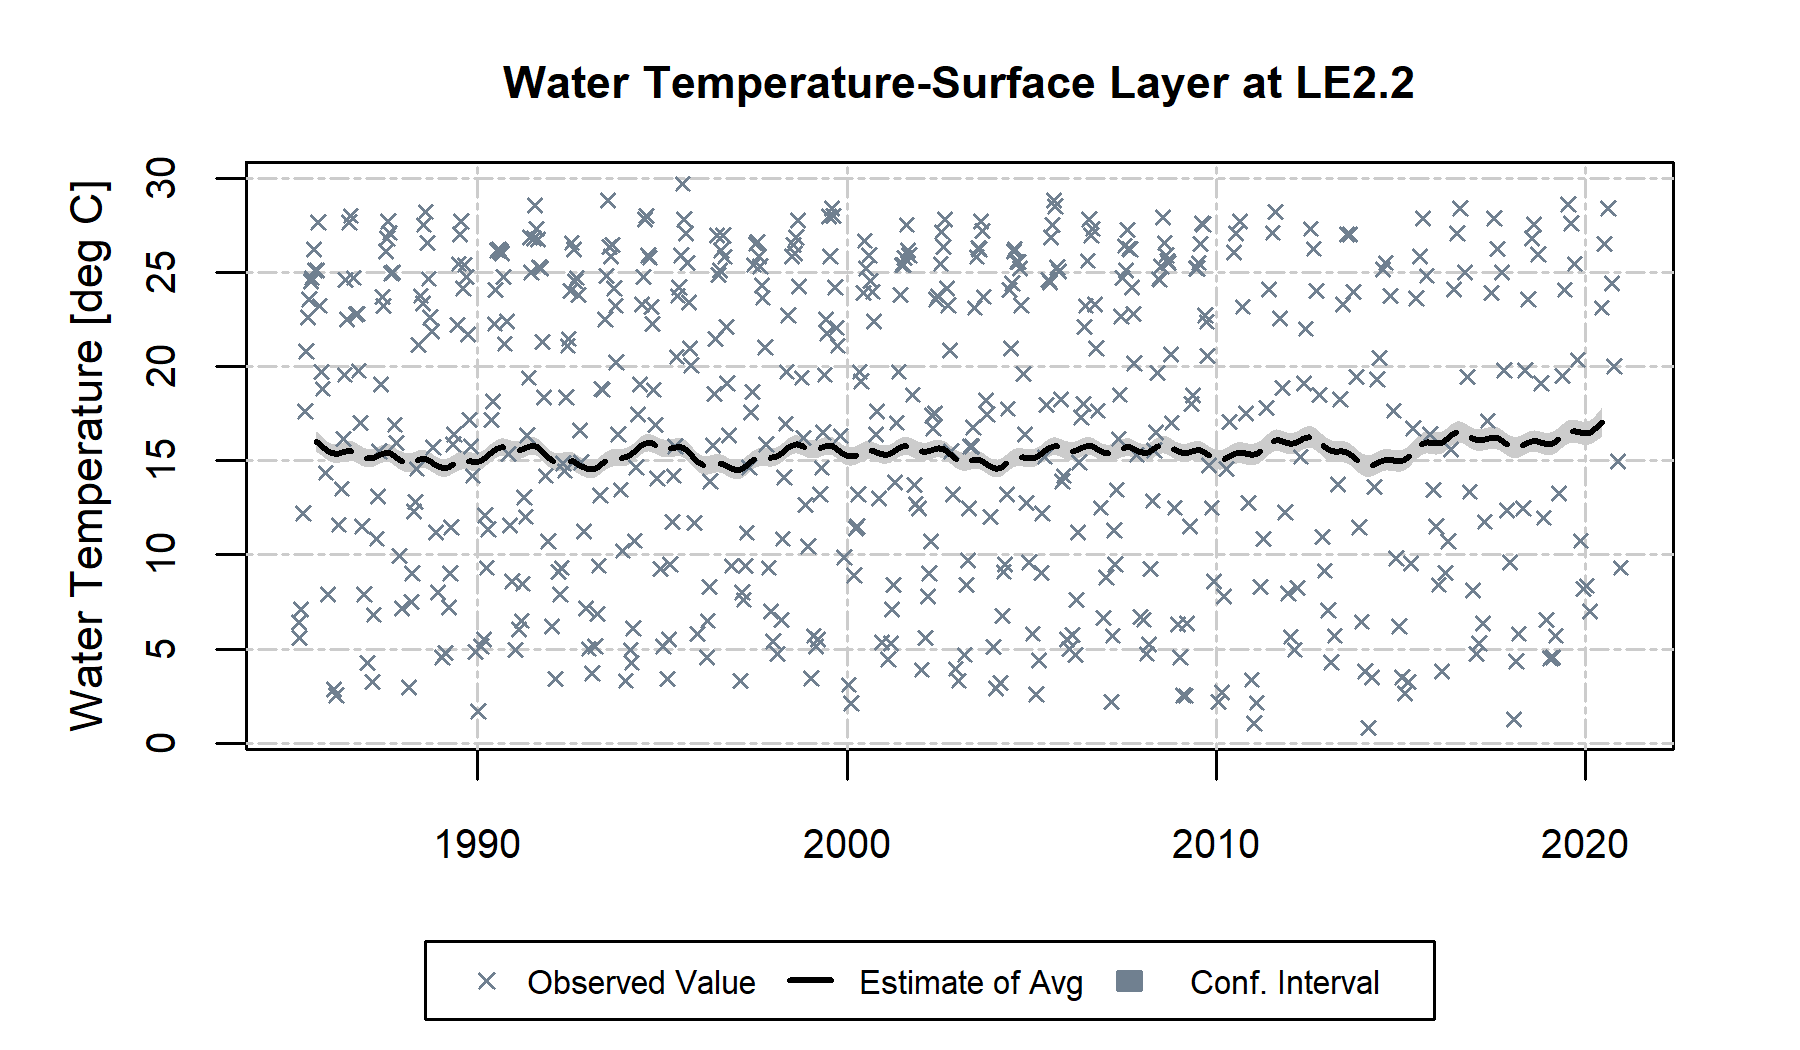 Water Temperature-Surface Layer at LE2.2
Water Temperature [deg C]
30
25
20
15
10
5
0
1990 2000 2010 2020
Observed Value Estimate of Avg Conf. Interval